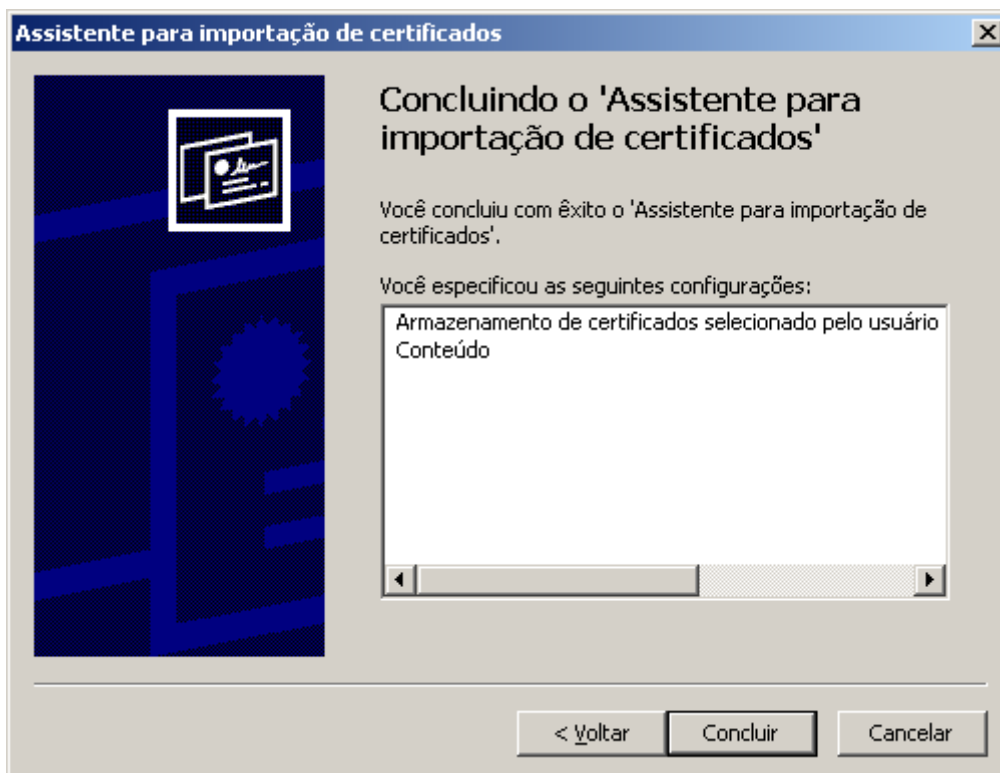 Assistente para importação de certificados
Concluindo o 'Assistente para
importação de certificados'
Você concluiu com êxito o 'Assistente para importação de
certificados'.
Você especificou as seguintes configurações:
Armazenamento de certificados selecionado pelo usuário
Conteúdo
< Voltar
Concluir
Cancelar